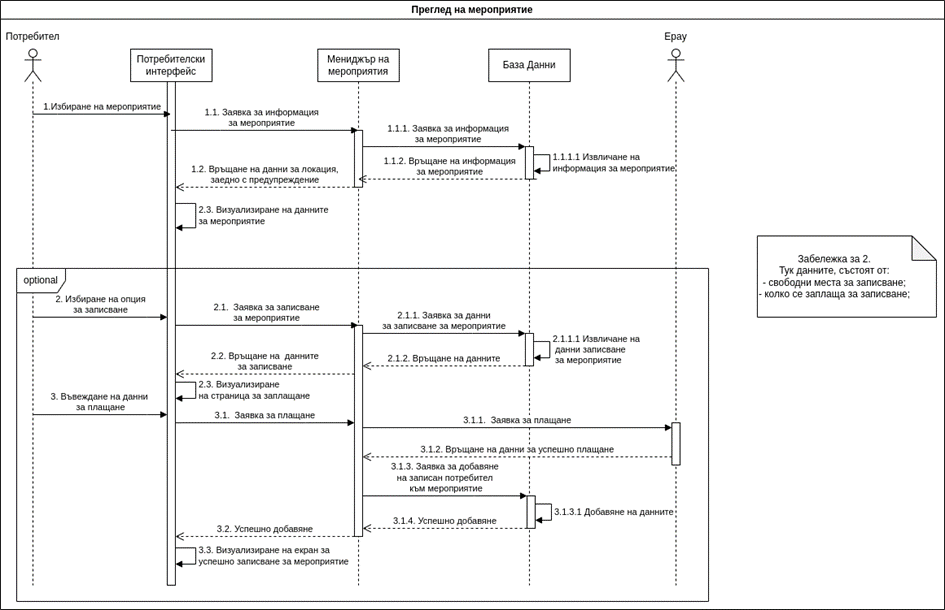 Преглед на мероприятие
Потребител
Потребителски
интерфейс
Мениджър на
мероприятия
База Данни
Epay
1.Избиране на мероприятие
1.1. Заявка за информация
за мероприятие
1.1.1. Заявка за информация
за мероприятие
1.1.1.1 Извличане на
информация за мероприятие
1.1.2. Връщане на информация
за мероприятие
1.2. Връщане на данни за локация,
заедно с предупреждение
2.3. Визуализиране на данните
за мероприятие
Забележка за 2.
Тук данните, състоят от:
- свободни места за записване;
- колко се заплаща за записване;
optional
2. Избиране на опция
за записване
2.1. Заявка за записване
за мероприятие
2.1.1. Заявка за данни
за записване за мероприятие
2.1.1.1 Извличане на
данни записване
за мероприятие
2.1.2. Връщане на данните
2.2. Връщане на данните
за записване
2.3. Визуализиране
на страница за заплащане
3. Въвеждане на данни
за плащане
3.1. Заявка за плащане
3.1.1. Заявка за плащане
3.1.2. Връщане на данни за успешно плащане
3.1.3. Заявка за добавяне
на записан потребител
към мероприятие
3.1.3.1 Добавяне на данните
3.1.4. Успешно добавяне
3.2. Успешно добавяне
3.3. Визуализиране на екран за
успешно записване за мероприятие